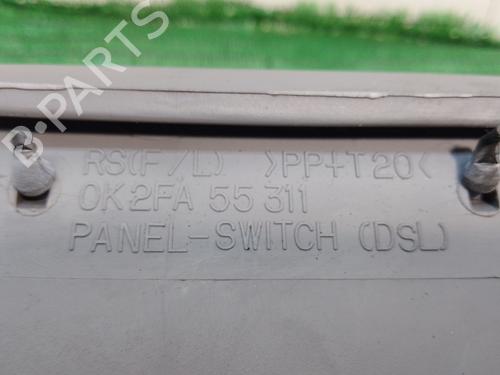 RS(F/L) >PP+T20<
0K2FA 55 311
PANEL-SWITCH (DSL)
B-PARTS